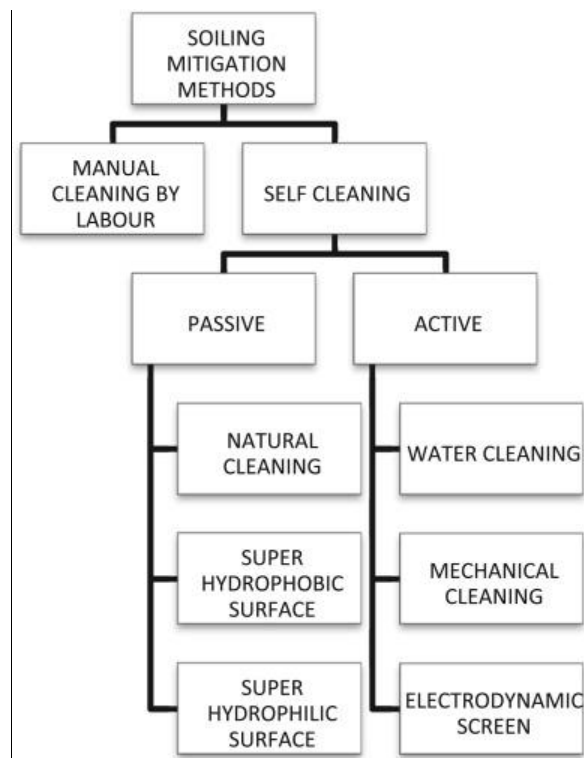 SOILING
MITIGATION
METHODS
MANUAL
CLEANING BY
LABOUR
SELF CLEANING
PASSIVE
ACTIVE
NATURAL
CLEANING
WATER CLEANING
SUPER
HYDROPHOBIC
SURFACE
MECHANICAL
CLEANING
SUPER
HYDROPHILIC
SURFACE
ELECTRODYNAMIC
SCREEN